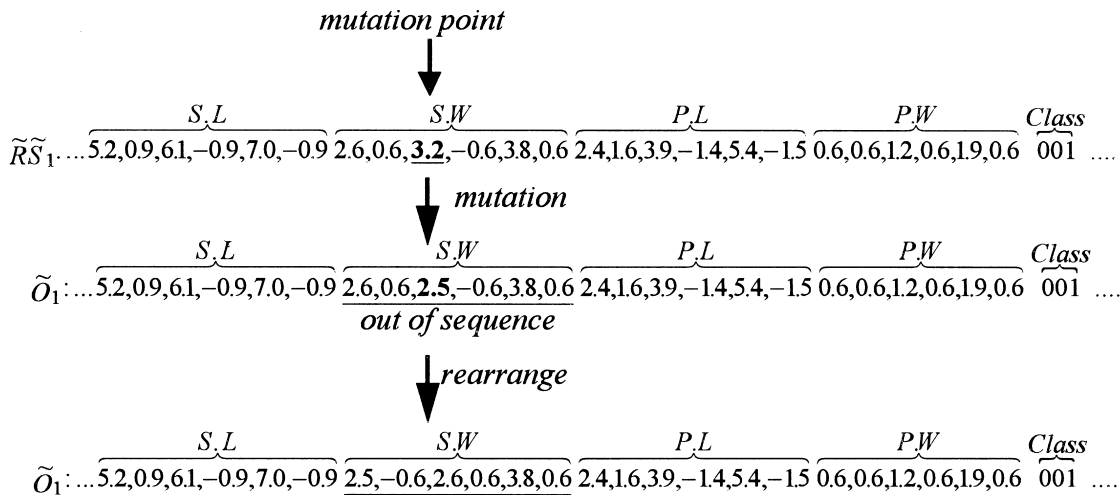 mutation point
S.L S.W P.L P.W Class
R̃S̃1.... 5.2,0.9,6.1,−0.9,7.0,−0.9 2.6,0.6,3.2,−0.6,3.8,0.6 2.4,1.6,3.9,−1.4,5.4,−1.5 0.6,0.6,1.2,0.6,1.9,0.6 001 ....
mutation
S.L S.W P.L P.W Class
Õ1:...5.2,0.9,6.1,−0.9,7.0,−0.9 2.6,0.6,2.5,−0.6,3.8,0.6 2.4,1.6,3.9,−1.4,5.4,−1.5 0.6,0.6,1.2,0.6,1.9,0.6 001 ....
out of sequence
rearrange
S.L S.W P.L P.W Class
Õ1:...5.2,0.9,6.1,−0.9,7.0,−0.9 2.5,−0.6,2.6,0.6,3.8,0.6 2.4,1.6,3.9,−1.4,5.4,−1.5 0.6,0.6,1.2,0.6,1.9,0.6 001 ....